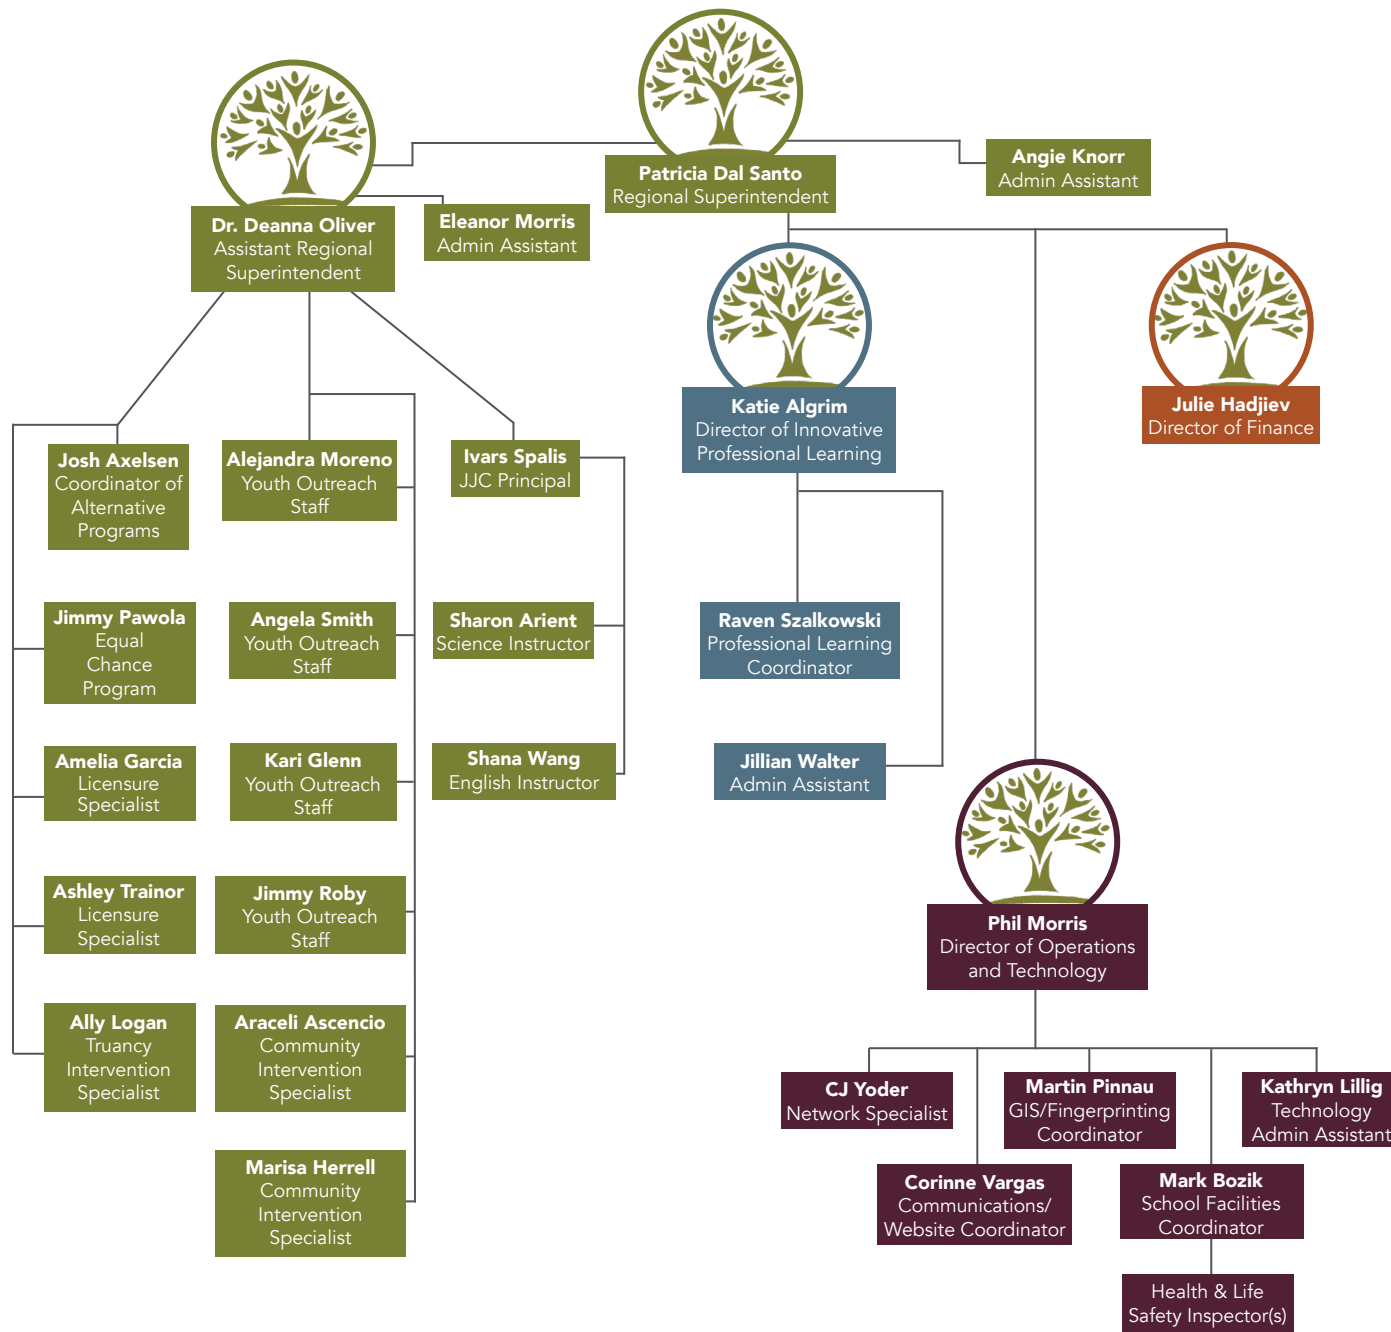 Patricia Dal Santo
Regional Superintendent
Angie Knorr
Admin Assistant
Dr. Deanna Oliver
Assistant Regional
Superintendent
Eleanor Morris
Admin Assistant
Katie Algrim
Director of Innovative
Professional Learning
Julie Hadjiev
Director of Finance
Josh Axelsen
Coordinator of
Alternative
Programs
Alejandra Moreno
Youth Outreach
Staff
Ivars Spalis
JJC Principal
Jimmy Pawola
Equal
Chance
Program
Angela Smith
Youth Outreach
Staff
Sharon Arient
Science Instructor
Raven Szalkowski
Professional Learning
Coordinator
Amelia Garcia
Licensure
Specialist
Kari Glenn
Youth Outreach
Staff
Shana Wang
English Instructor
Jillian Walter
Admin Assistant
Ashley Trainor
Licensure
Specialist
Jimmy Roby
Youth Outreach
Staff
Phil Morris
Director of Operations
and Technology
Ally Logan
Truancy
Intervention
Specialist
Araceli Ascencio
Community
Intervention
Specialist
CJ Yoder
Network Specialist
Martin Pinnau
GIS/Fingerprinting
Coordinator
Kathryn Lillig
Technology
Admin Assistant
Marisa Herrell
Community
Intervention
Specialist
Corinne Vargas
Communications/
Website Coordinator
Mark Bozik
School Facilities
Coordinator
Health & Life
Safety Inspector(s)